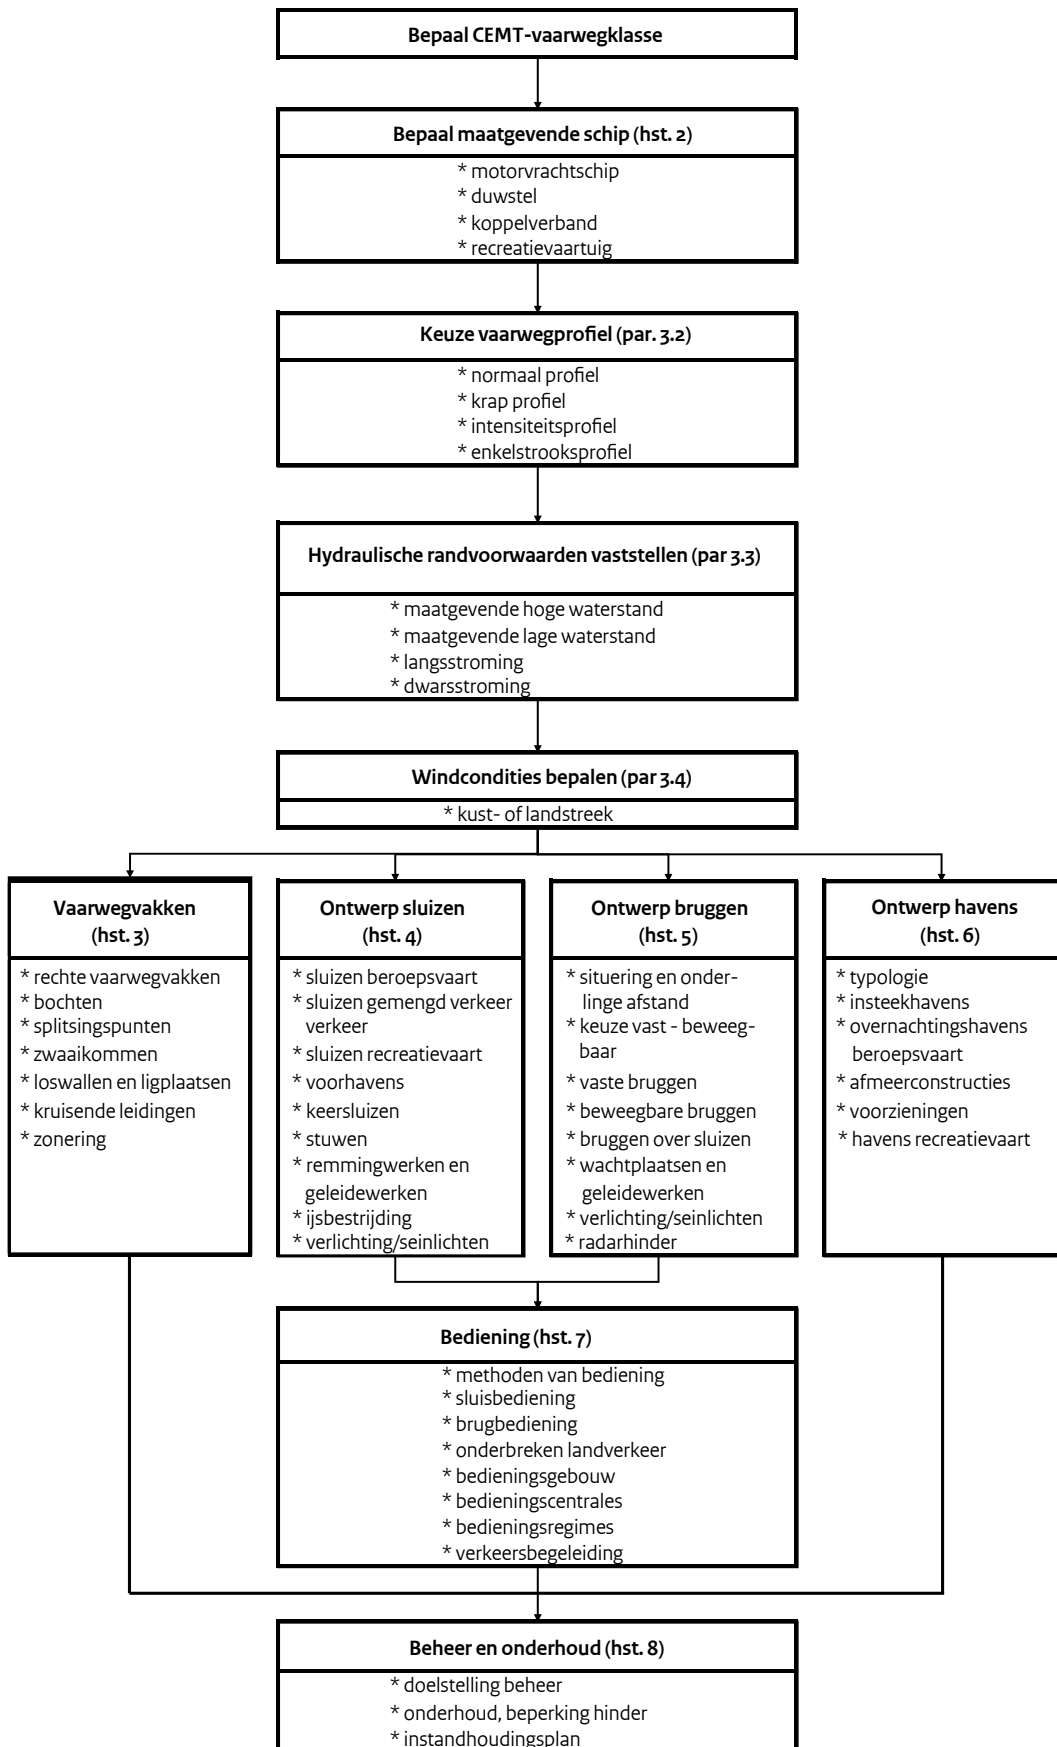 Bepaal CEMT-vaarwegklasse
Bepaal maatgevende schip (hst. 2)
* motorvrachtschip
* duwstel
* koppelverband
* recreatievaartuig
Keuze vaarwegprofiel (par. 3.2)
* normaal profiel
* krap profiel
* intensiteitsprofiel
* enkelstrooksprofiel
Hydraulische randvoorwaarden vaststellen (par 3.3)
* maatgevende hoge waterstand
* maatgevende lage waterstand
* langsstroming
* dwarsstroming
Windcondities bepalen (par 3.4)
* kust- of landstreek
Vaarwegvakken
(hst. 3)
* rechte vaarwegvakken
* bochten
* splitsingspunten
* zwaaikommen
* loswallen en ligplaatsen
* kruisende leidingen
* zonering
Ontwerp sluizen
(hst. 4)
* sluizen beroepsvaart
* sluizen gemengd verkeer
verkeer
* sluizen recreatievaart
* voorhavens
* keersluizen
* stuwen
* remmingwerken en
geleidewerken
* ijsbestrijding
* verlichting/seinlichten
Ontwerp bruggen
(hst. 5)
* situering en onder-
linge afstand
* keuze vast - beweeg-
baar
* vaste bruggen
* beweegbare bruggen
* bruggen over sluizen
* wachtplaatsen en
geleidewerken
* verlichting/seinlichten
* radarhinder
Ontwerp havens
(hst. 6)
* typologie
* insteekhavens
* overnachtingshavens
beroepsvaart
* afmeerconstructies
* voorzieningen
* havens recreatievaart
Bediening (hst. 7)
* methoden van bediening
* sluisbediening
* brugbediening
* onderbreken landverkeer
* bedieningsgebouw
* bedieningscentrales
* bedieningsregimes
* verkeersbegeleiding
Beheer en onderhoud (hst. 8)
* doelstelling beheer
* onderhoud, beperking hinder
* instandhoudingsplan